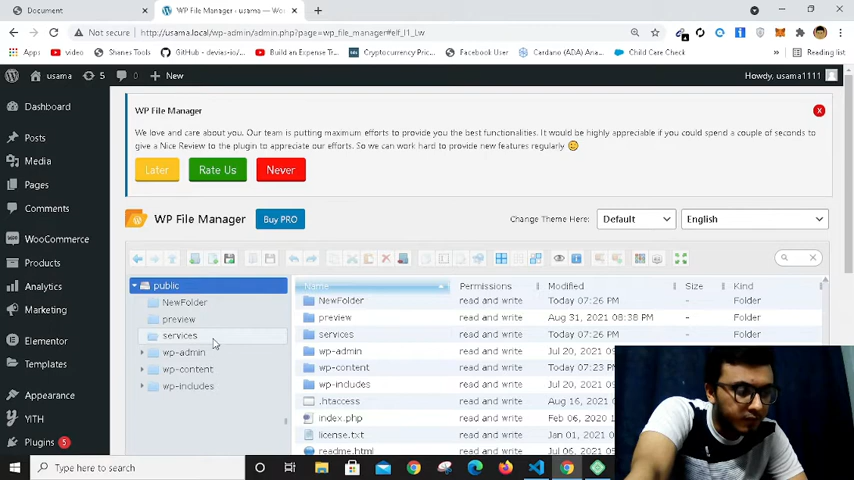 Document
WP File Manager ‹ usama — Wo
Not secure
http://usama.local/wp-admin/admin.php?page=wp_file_manager#elf_l1_Lw
Apps
video
Shanes Tools
GitHub - devias-io/...
Build an Expense Tr...
Cryptocurrency Pric...
Facebook User
Cardano (ADA) Ana...
Child Care Check
Reading list
usama
5
0
New
Howdy, usama1111
Dashboard
Posts
Media
Pages
Comments
WooCommerce
Products
Analytics
Marketing
Elementor
Templates
Appearance
YITH
Plugins 5
WP File Manager
We love and care about you. Our team is putting maximum efforts to provide you the best functionalities. It would be highly appreciable if you could spend a couple of seconds to
give a Nice Review to the plugin to appreciate our efforts. So we can work hard to provide new features regularly
Later
Rate Us
Never
WP File Manager
Buy PRO
Change Theme Here:
Default
English
public
NewFolder
preview
services
wp-admin
wp-content
wp-includes
Name Permissions Modified Size Kind
NewFolder read and write Today 07:26 PM - Folder
preview read and write Aug 31, 2021 08:38 PM - Folder
services read and write Today 07:26 PM - Folder
wp-admin read and write Jul 20, 2021
wp-content read and write Today 07:23
wp-includes read and write Jul 20, 2021
.htaccess read and write Aug 16, 2021
index.php read and write Feb 06, 2020
license.txt read and write Jan 01, 2021
readme.html read and write
Type here to search